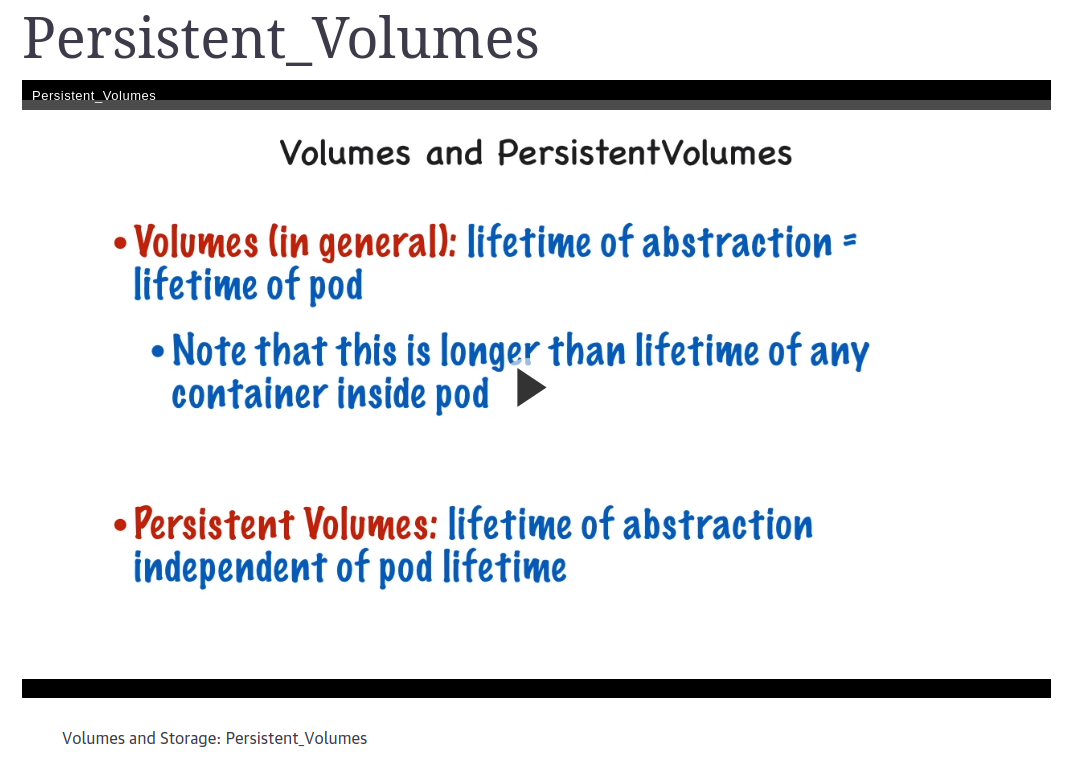 Persistent_Volumes
Persistent_Volumes
Volumes and PersistentVolumes
• Volumes (in general): lifetime of abstraction =
lifetime of pod
• Note that this is longer than lifetime of any
container inside pod
• Persistent Volumes: lifetime of abstraction
independent of pod lifetime
Volumes and Storage: Persistent_Volumes